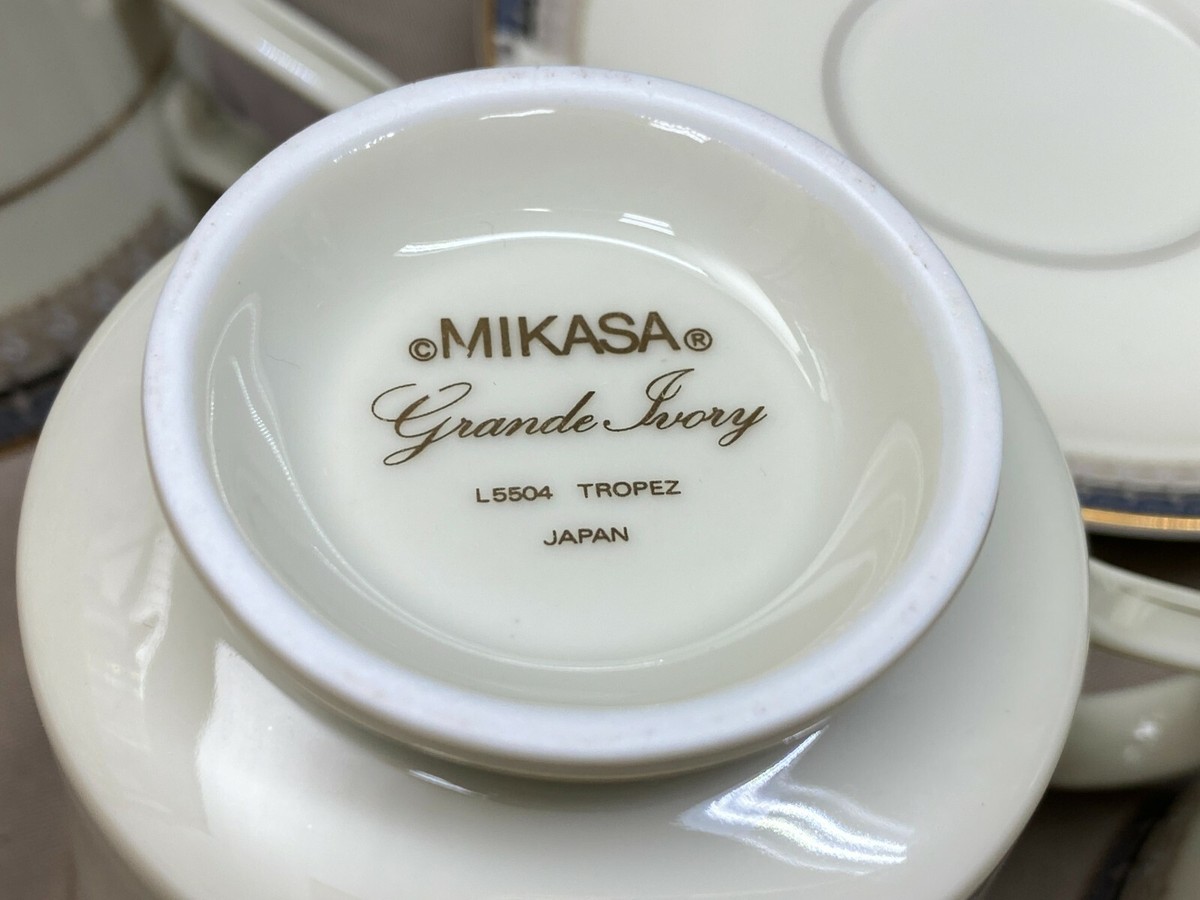 ©MIKASA®
Grande Ivory
L5504 TROPEZ
JAPAN